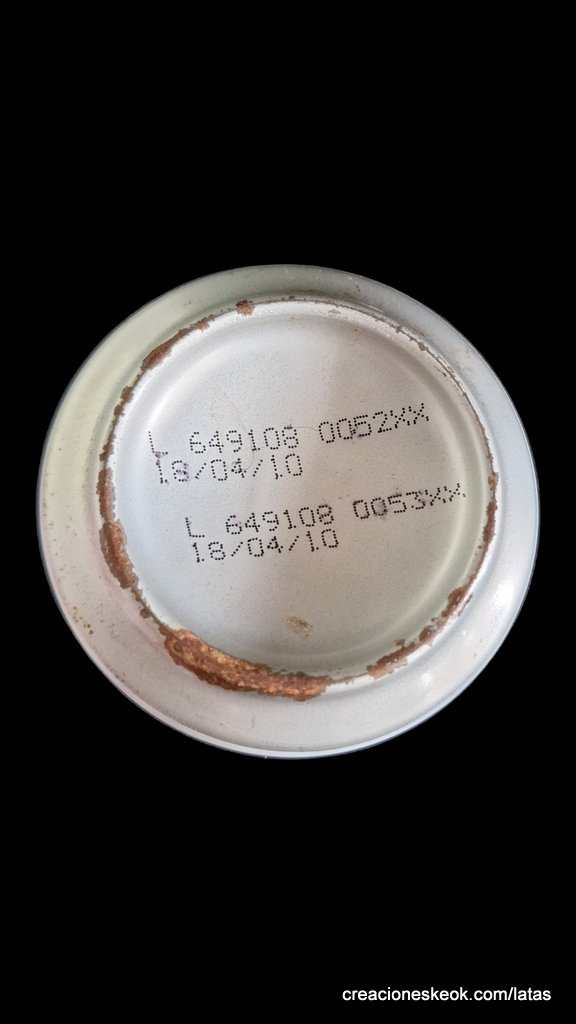 L 649108 0052XX
18/04/10
L 649108 0053XX
18/04/10
creacioneskeok.com/latas